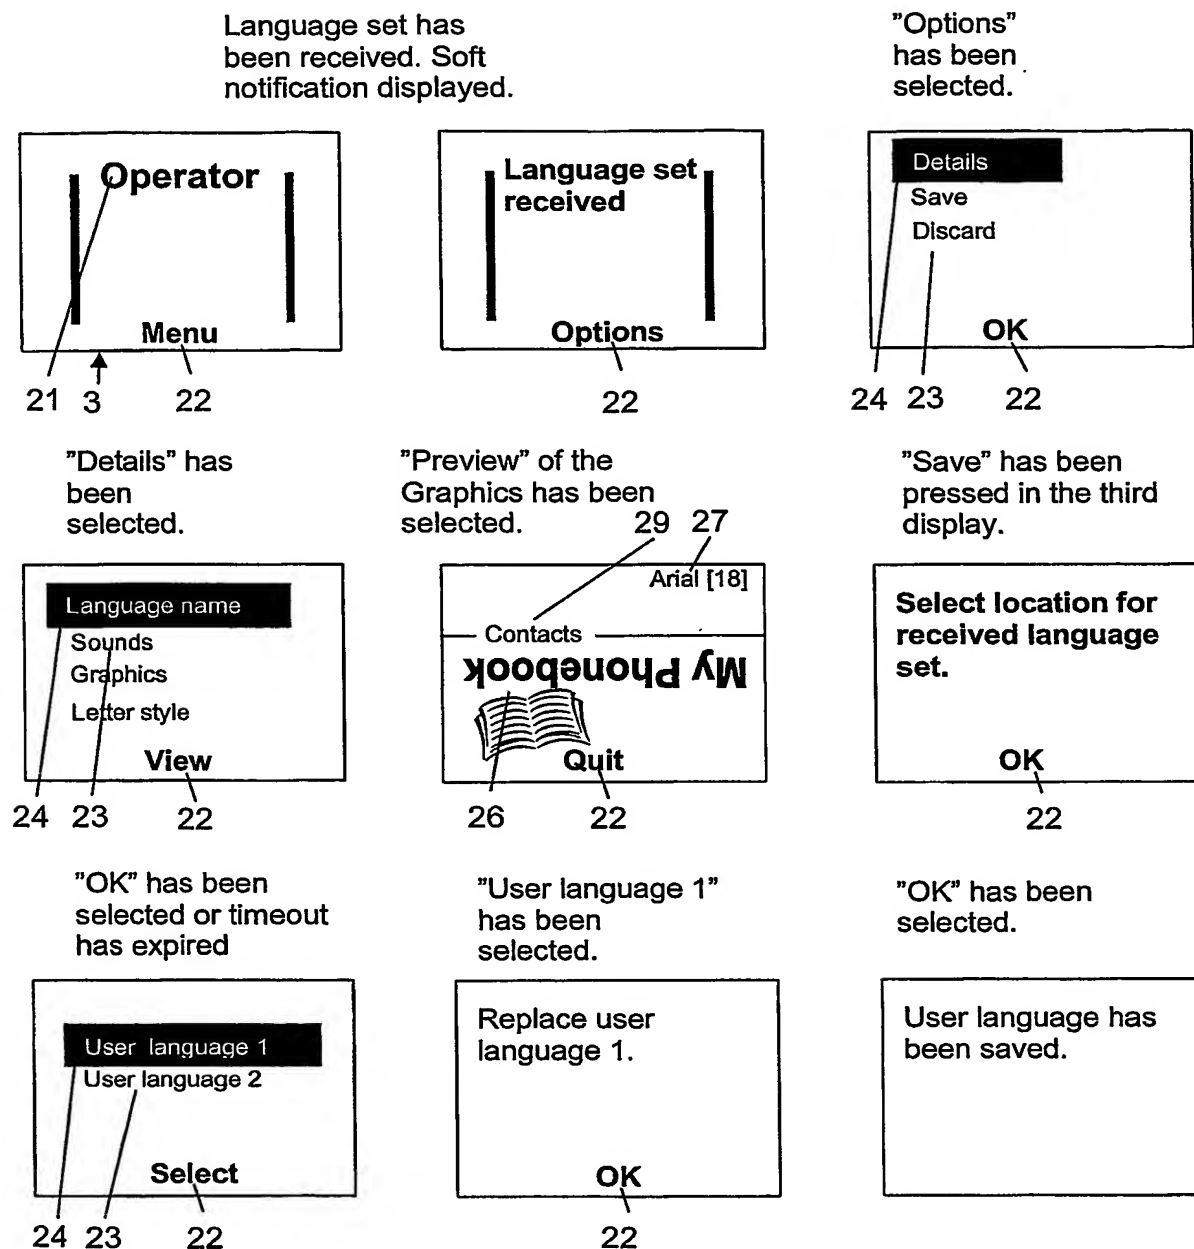 Language set has
been received. Soft
notification displayed.
"Options"
has been
selected.
Operator
Menu
21 3 22
Language set
received
Options
22
Details
Save
Discard
OK
24 23 22
"Details" has
been
selected.
"Preview" of the
Graphics has been
selected.
29 27
"Save" has been
pressed in the third
display.
Language name
Sounds
Graphics
Letter style
View
24 23 22
Arial [18]
Contacts
My Phonebook
Quit
26 22
Select location for
received language
set.
OK
22
"OK" has been
selected or timeout
has expired
"User language 1"
has been
selected.
"OK" has been
selected.
User language 1
User language 2
Select
24 23 22
Replace user
language 1.
OK
22
User language has
been saved.